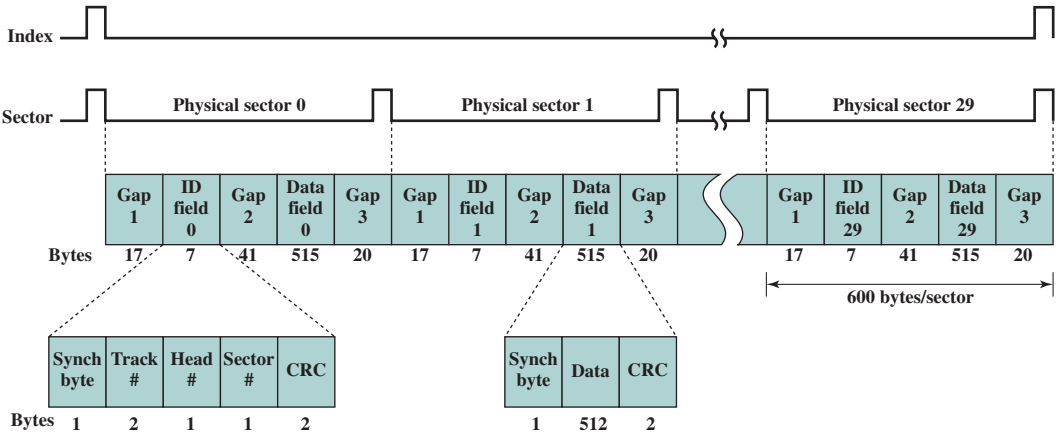 Index
Sector
Physical sector 0
Physical sector 1
Physical sector 29
Gap 1
ID field 0
Gap 2
Data field 0
Gap 3
Gap 1
ID field 1
Gap 2
Data field 1
Gap 3
Gap 1
ID field 29
Gap 2
Data field 29
Gap 3
Bytes 17 7 41 515 20 17 7 41 515 20 17 7 41 515 20
600 bytes/sector
Synch byte
Track #
Head #
Sector #
CRC
Synch byte
Data
CRC
Bytes 1 2 1 1 2 1 512 2